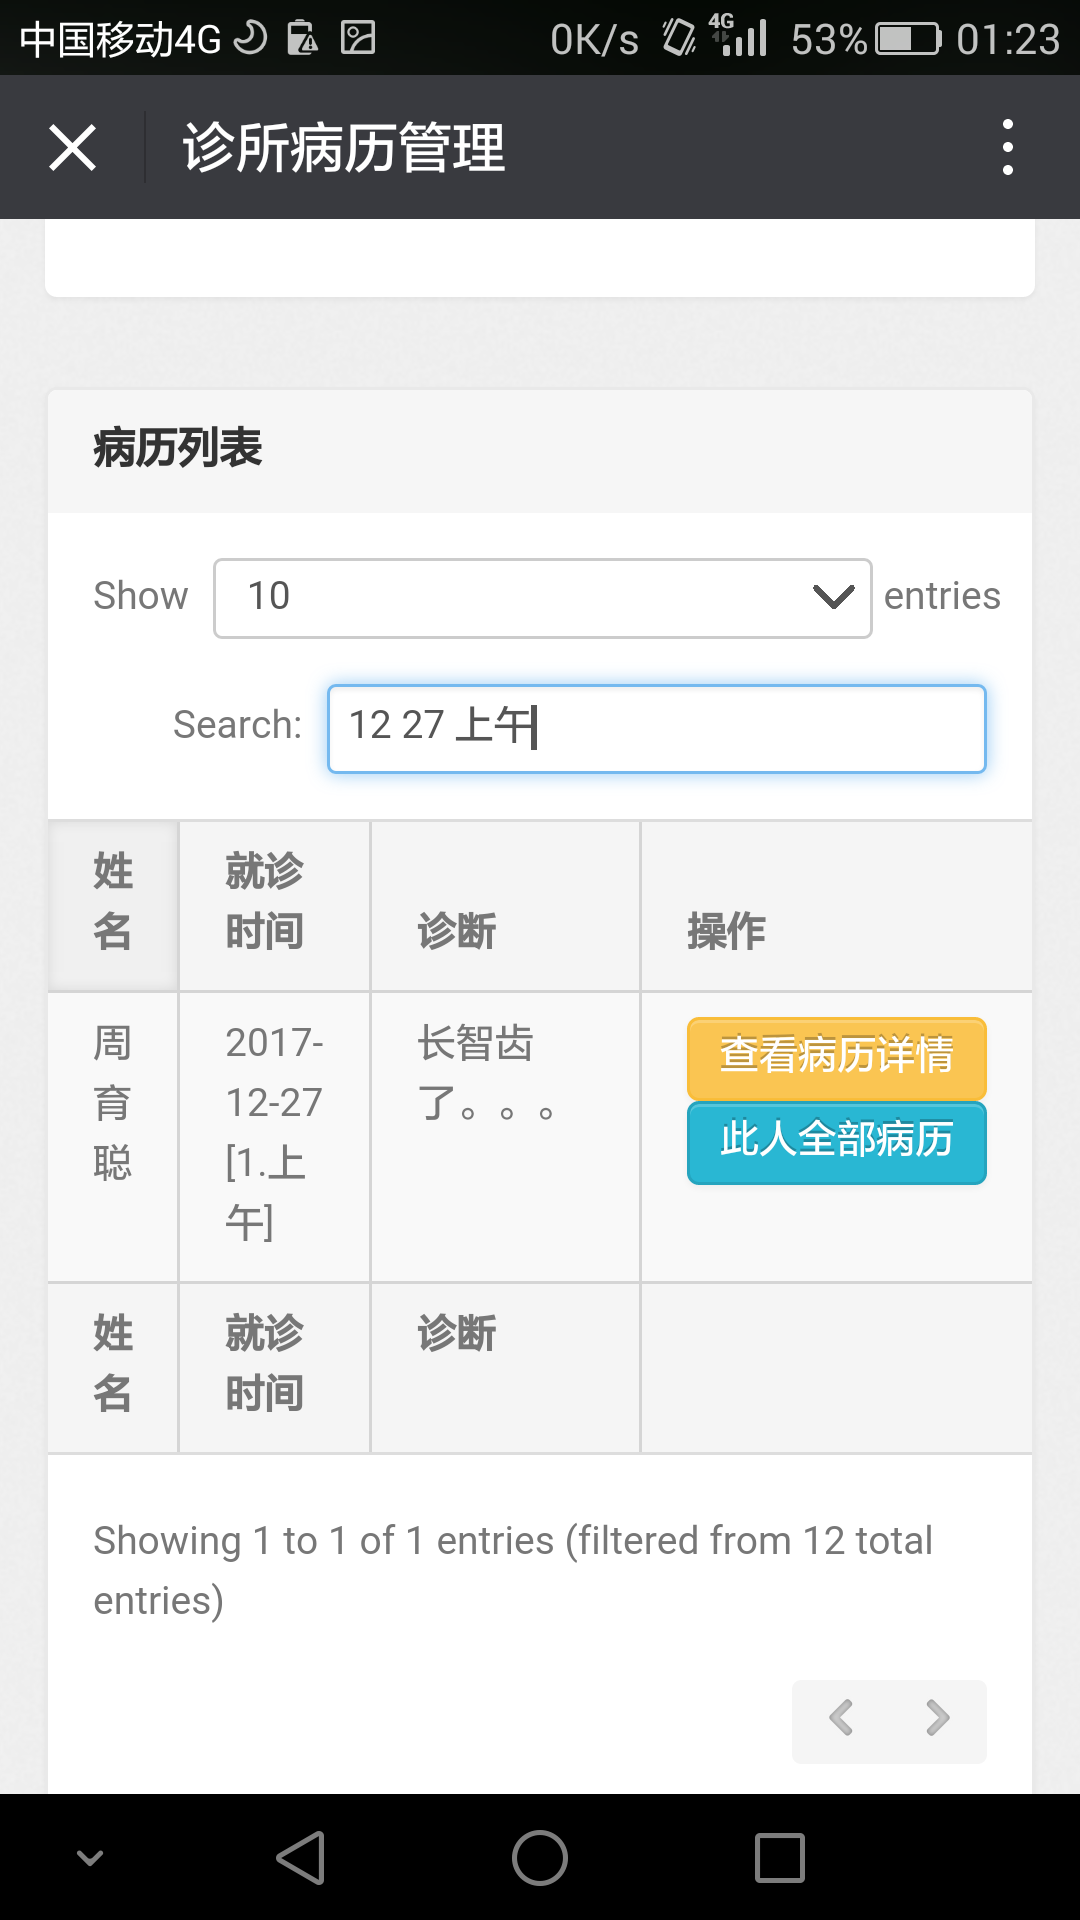 中国移动4G 0K/s 4G 53% 01:23
诊所病历管理
病历列表
Show 10 entries
Search: 12 27 上午
姓名 就诊时间 诊断 操作
周育聪 2017-12-27 [1.上午] 长智齿了。。。 查看病历详情
此人全部病历
姓名 就诊时间 诊断
Showing 1 to 1 of 1 entries (filtered from 12 total
entries)